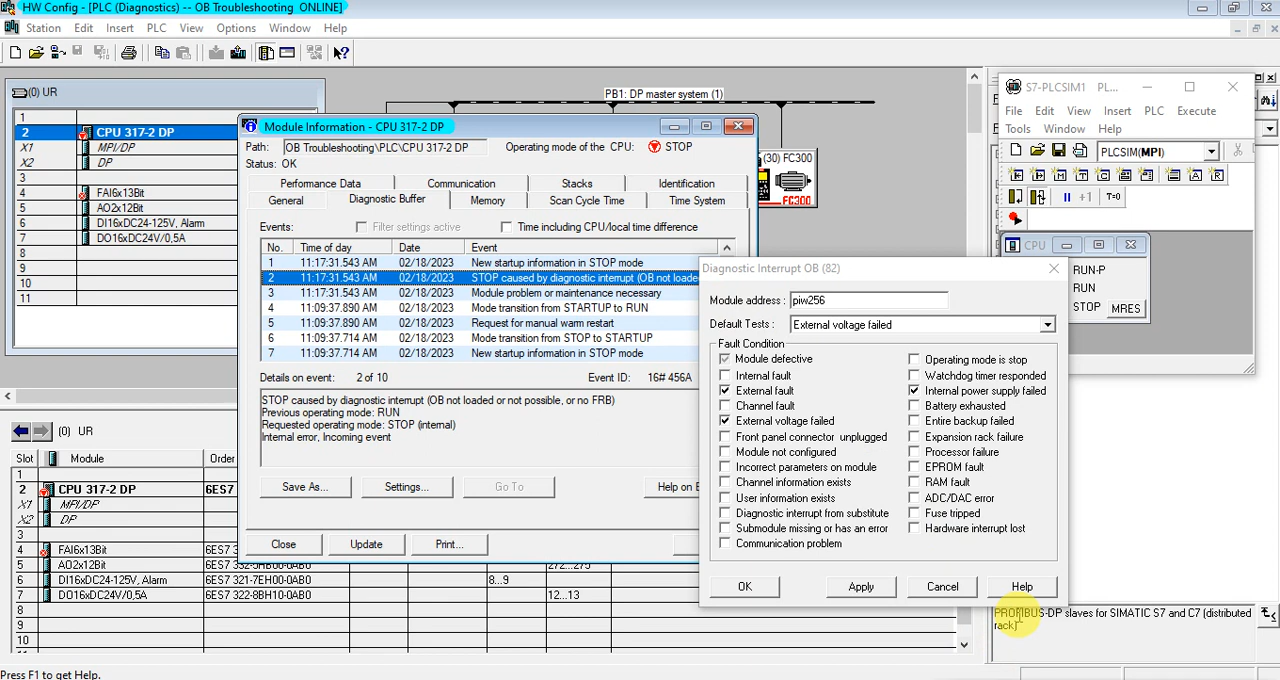 HW Config - [PLC (Diagnostics) -- OB Troubleshooting ONLINE]
Station Edit Insert PLC View Options Window Help
(0) UR
1
2 CPU 317-2 DP
X1 MPI/DP
X2 DP
3
4 FAI6x13Bit
5 AO2x12Bit
6 DI16xDC24-125V, Alarm
7 DO16xDC24V/0,5A
8
9
10
11
PB1: DP master system (1)
(30) FC300
FC300
Module Information - CPU 317-2 DP
Path: OB Troubleshooting\PLC\CPU 317-2 DP Operating mode of the CPU: STOP
Status: OK
Performance Data Communication Stacks Identification
General Diagnostic Buffer Memory Scan Cycle Time Time System
Events: Filter settings active Time including CPU/local time difference
No. Time of day Date Event
1 11:17:31.543 AM 02/18/2023 New startup information in STOP mode
2 11:17:31.543 AM 02/18/2023 STOP caused by diagnostic interrupt (OB not loade
3 11:17:31.543 AM 02/18/2023 Module problem or maintenance necessary
4 11:09:37.890 AM 02/18/2023 Mode transition from STARTUP to RUN
5 11:09:37.890 AM 02/18/2023 Request for manual warm restart
6 11:09:37.714 AM 02/18/2023 Mode transition from STOP to STARTUP
7 11:09:37.714 AM 02/18/2023 New startup information in STOP mode
Details on event: 2 of 10 Event ID: 16# 456A
STOP caused by diagnostic interrupt (OB not loaded or not possible, or no FRB)
Previous operating mode: RUN
Requested operating mode: STOP (internal)
Internal error, Incoming event
Save As... Settings... Go To Help on E
Close Update Print...
S7-PLCSIM1 PL...
File Edit View Insert PLC Execute
Tools Window Help
PLCSIM(MPI)
+1 T=0
CPU
RUN-P
RUN
STOP MRES
Diagnostic Interrupt OB (82)
Module address : piw256
Default Tests : External voltage failed
Fault Condition
Module defective Operating mode is stop
Internal fault Watchdog timer responded
External fault Internal power supply failed
Channel fault Battery exhausted
External voltage failed Entire backup failed
Front panel connector unplugged Expansion rack failure
Module not configured Processor failure
Incorrect parameters on module EPROM fault
Channel information exists RAM fault
User information exists ADC/DAC error
Diagnostic interrupt from substitute Fuse tripped
Submodule missing or has an error Hardware interrupt lost
Communication problem
OK Apply Cancel Help
(0) UR
Slot Module Order
1
2 CPU 317-2 DP 6ES7
X1 MPI/DP
X2 DP
3
4 FAI6x13Bit 6ES7
5 AO2x12Bit 6ES7 332-5HB00-0AB0 272...275
6 DI16xDC24-125V, Alarm 6ES7 321-7EH00-0AB0 8...9
7 DO16xDC24V/0,5A 6ES7 322-8BH10-0AB0 12...13
8
9
10
11
PROFIBUS-DP slaves for SIMATIC S7 and C7 (distributed
rack)
Press F1 to get Help.